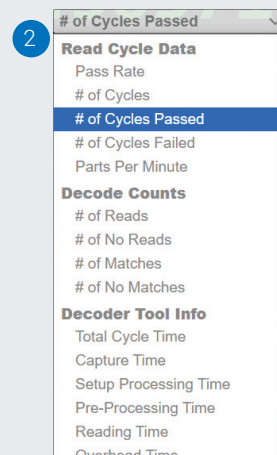 # of Cycles Passed
2
Read Cycle Data
Pass Rate
# of Cycles
# of Cycles Passed
# of Cycles Failed
Parts Per Minute
Decode Counts
# of Reads
# of No Reads
# of Matches
# of No Matches
Decoder Tool Info
Total Cycle Time
Capture Time
Setup Processing Time
Pre-Processing Time
Reading Time
Overhead Time